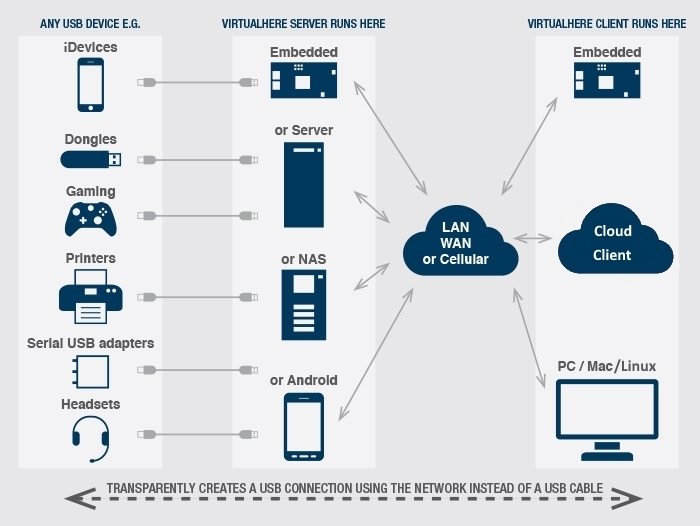 ANY USB DEVICE E.G.
VIRTUALHERE SERVER RUNS HERE
VIRTUALHERE CLIENT RUNS HERE
iDevices
Dongles
Gaming
Printers
Serial USB adapters
Headsets
Embedded
or Server
or NAS
or Android
LAN
WAN
or Cellular
Embedded
Cloud
Client
PC / Mac/Linux
TRANSPARENTLY CREATES A USB CONNECTION USING THE NETWORK INSTEAD OF A USB CABLE